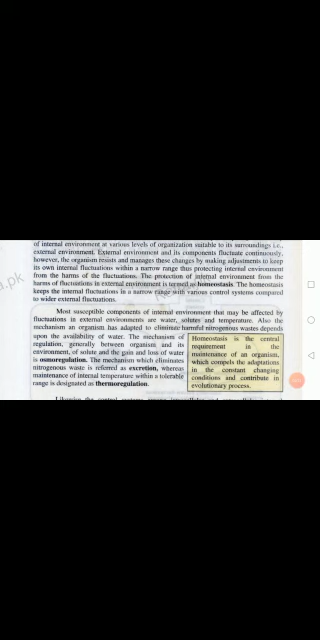 of internal environment at various levels of organization suitable to its surroundings i.e.,
external environment. External environment and its components fluctuate continuously,
however, the organism resists and manages these changes by making adjustments to keep
its own internal fluctuations within a narrow range thus protecting internal environment
from the harms of the fluctuations. The protection of internal environment from the
harms of fluctuations in external environment is termed as homeostasis. The homeostasis
keeps the internal fluctuations in a narrow range with various control systems compared
to wider external fluctuations.
Most susceptible components of internal environment that may be affected by
fluctuations in external environments are water, solutes and temperature. Also the
mechanism an organism has adapted to eliminate harmful nitrogenous wastes depends
upon the availability of water. The mechanism of
regulation, generally between organism and its
environment, of solute and the gain and loss of water
is osmoregulation. The mechanism which eliminates
nitrogenous waste is referred as excretion, whereas
maintenance of internal temperature within a tolerable
range is designated as thermoregulation.
Homeostasis is the central
requirement in the
maintenance of an organism,
which compels the adaptations
in the constant changing
conditions and contribute in
evolutionary process.
Likewise the control systems
.pk